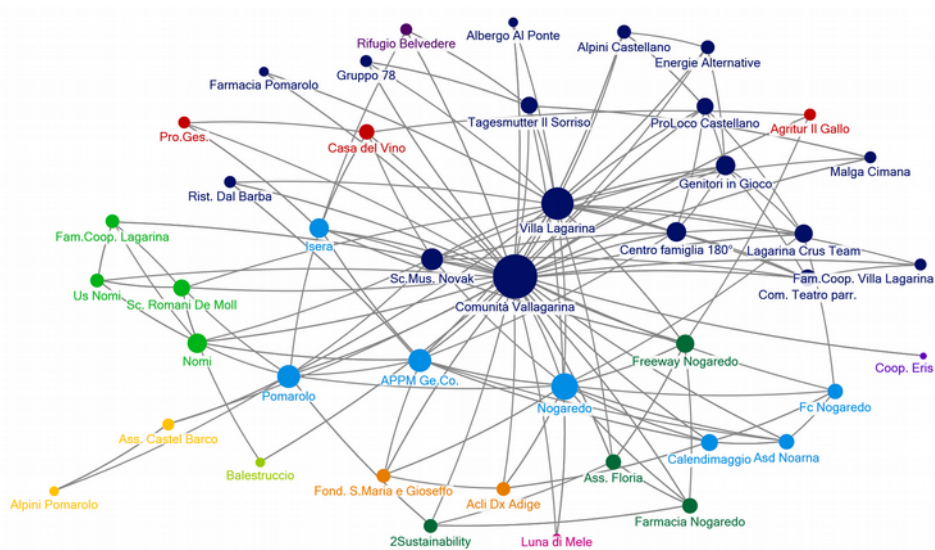 Albergo Al Ponte
Rifugio Belvedere
Alpini Castellano
Energie Alternative
Gruppo 78
Farmacia Pomarolo
Tagesmutter Il Sorriso
ProLoco Castellano
Agritur Il Gallo
Pro.Ges.
Casa del Vino
Malga Cimana
Genitori in Gioco
Rist. Dal Barba
Villa Lagarina
Fam.Coop. Lagarina
Isera
Centro famiglia 180°
Lagarina Crus Team
Sc.Mus. Novak
Fam.Coop. Villa Lagarina
Us Nomi
Com. Teatro parr.
Sc. Romani De Moll
Comunità Vallagarina
Nomi
Freeway Nogaredo
Coop. Eris
APPM Ge.Co.
Pomarolo
Nogaredo
Fc Nogaredo
Ass. Castel Barco
Calendimaggio
Asd Noarna
Balestruccio
Ass. Floria
Alpini Pomarolo
Fond. S.Maria e Gioseffo
Acli Dx Adige
Farmacia Nogaredo
2Sustainability
Luna di Mele